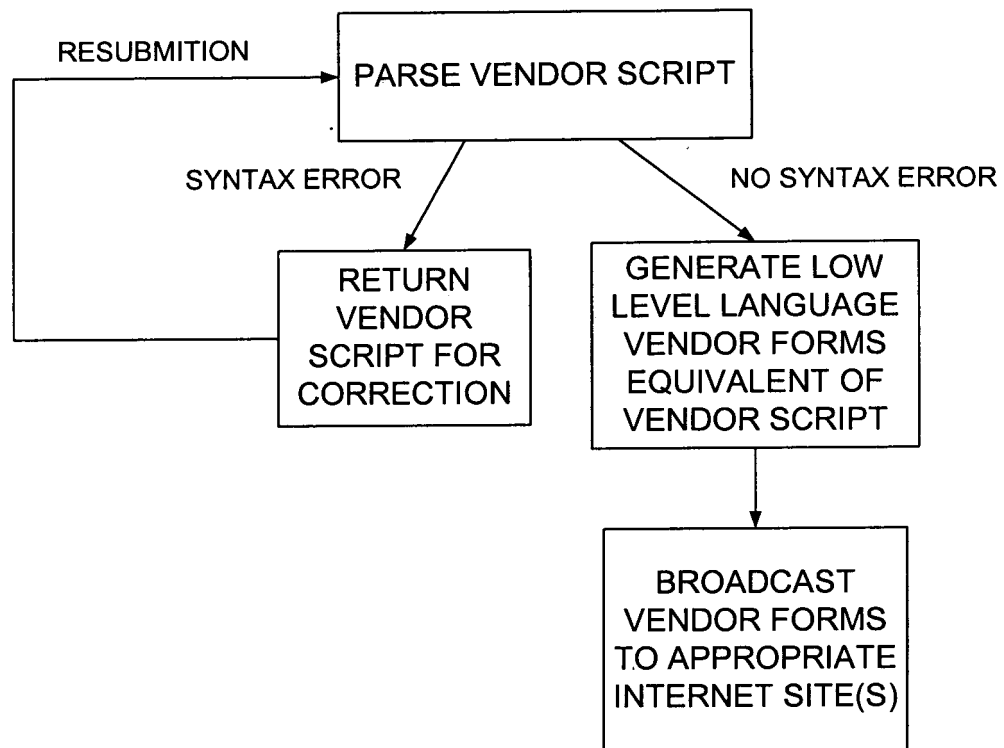 RESUBMITION
PARSE VENDOR SCRIPT
SYNTAX ERROR
NO SYNTAX ERROR
RETURN
VENDOR
SCRIPT FOR
CORRECTION
GENERATE LOW
LEVEL LANGUAGE
VENDOR FORMS
EQUIVALENT OF
VENDOR SCRIPT
BROADCAST
VENDOR FORMS
TO APPROPRIATE
INTERNET SITE(S)